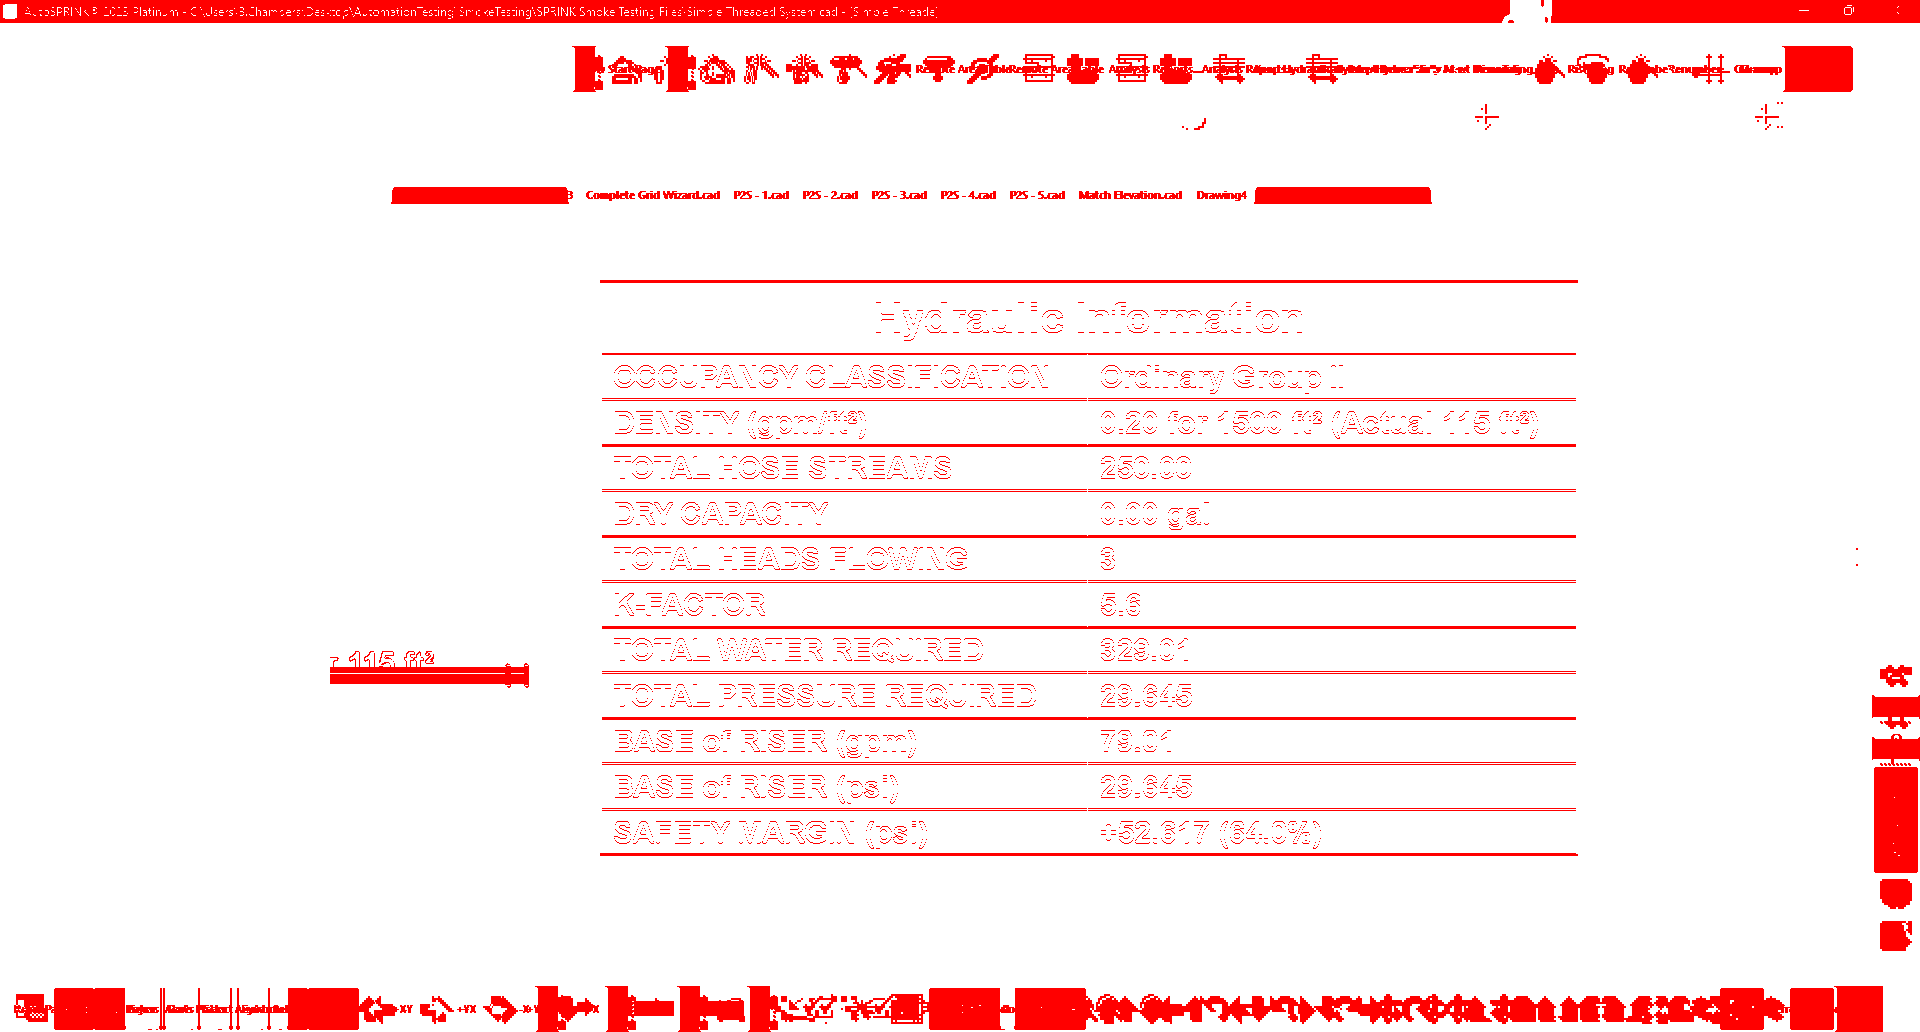 AutoSPRINK® 2025 Platinum - C:\Users\B.Chambers\Desktop\AutomationTesting\SmokeTesting\SPRINK Smoke Testing Files\Simple Threaded System.cad - [Simple Threade]
Complete Grid Wizard.cad P2S - 1.cad P2S - 2.cad P2S - 3.cad P2S - 4.cad P2S - 5.cad Match Elevation.cad Drawing4
Hydraulic Information
OCCUPANCY CLASSIFICATION Ordinary Group II
DENSITY (gpm/ft²) 0.20 for 1500 ft² (Actual 115 ft²)
TOTAL HOSE STREAMS 250.00
DRY CAPACITY 0.00 gal
TOTAL HEADS FLOWING 3
K-FACTOR 5.6
TOTAL WATER REQUIRED 329.01
r 115 ft²
TOTAL PRESSURE REQUIRED 29.645
BASE of RISER (gpm) 79.01
BASE of RISER (psi) 29.645
SAFETY MARGIN (psi) +52.617 (64.0%)